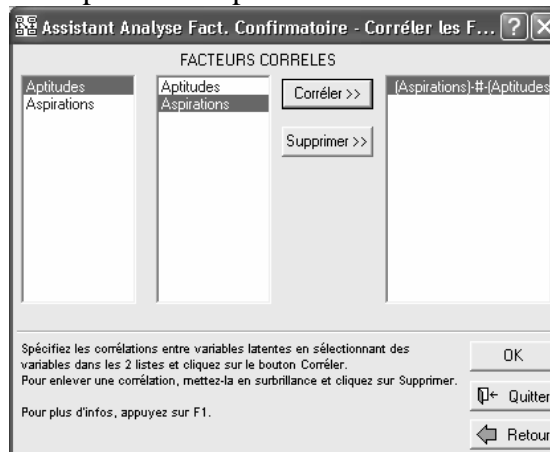 Assistant Analyse Fact. Confirmatoire - Corréler les F...
FACTEURS CORRELES
Aptitudes
Aspirations
Aptitudes
Aspirations
Corréler >>
Supprimer >>
(Aspirations)-#-(Aptitudes
Spécifiez les corrélations entre variables latentes en sélectionnant des
variables dans les 2 listes et cliquez sur le bouton Corréler.
Pour enlever une corrélation, mettez-la en surbrillance et cliquez sur Supprimer.
Pour plus d'infos, appuyez sur F1.
OK
Quitter
Retour